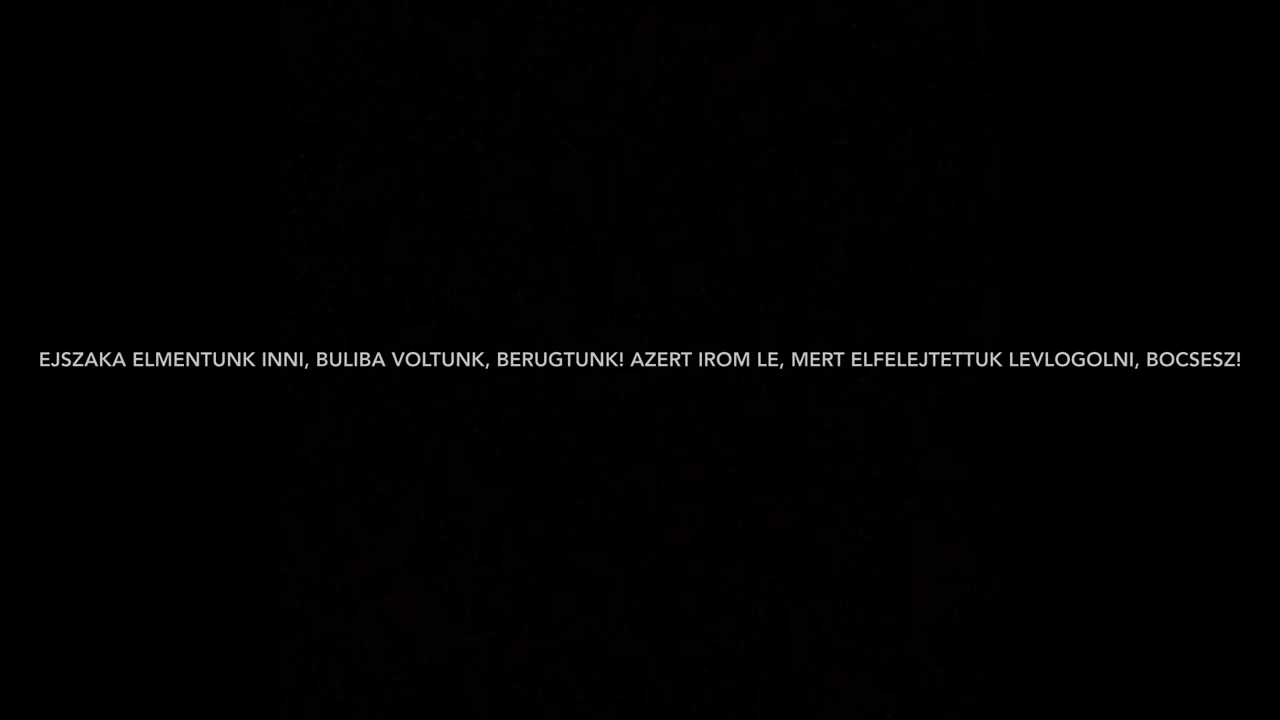 EJSZAKA ELMENTUNK INNI, BULIBA VOLTUNK, BERUGTUNK! AZERT IROM LE, MERT ELFELEJTETTUK LEVLOGOLNI, BOCSESZ!